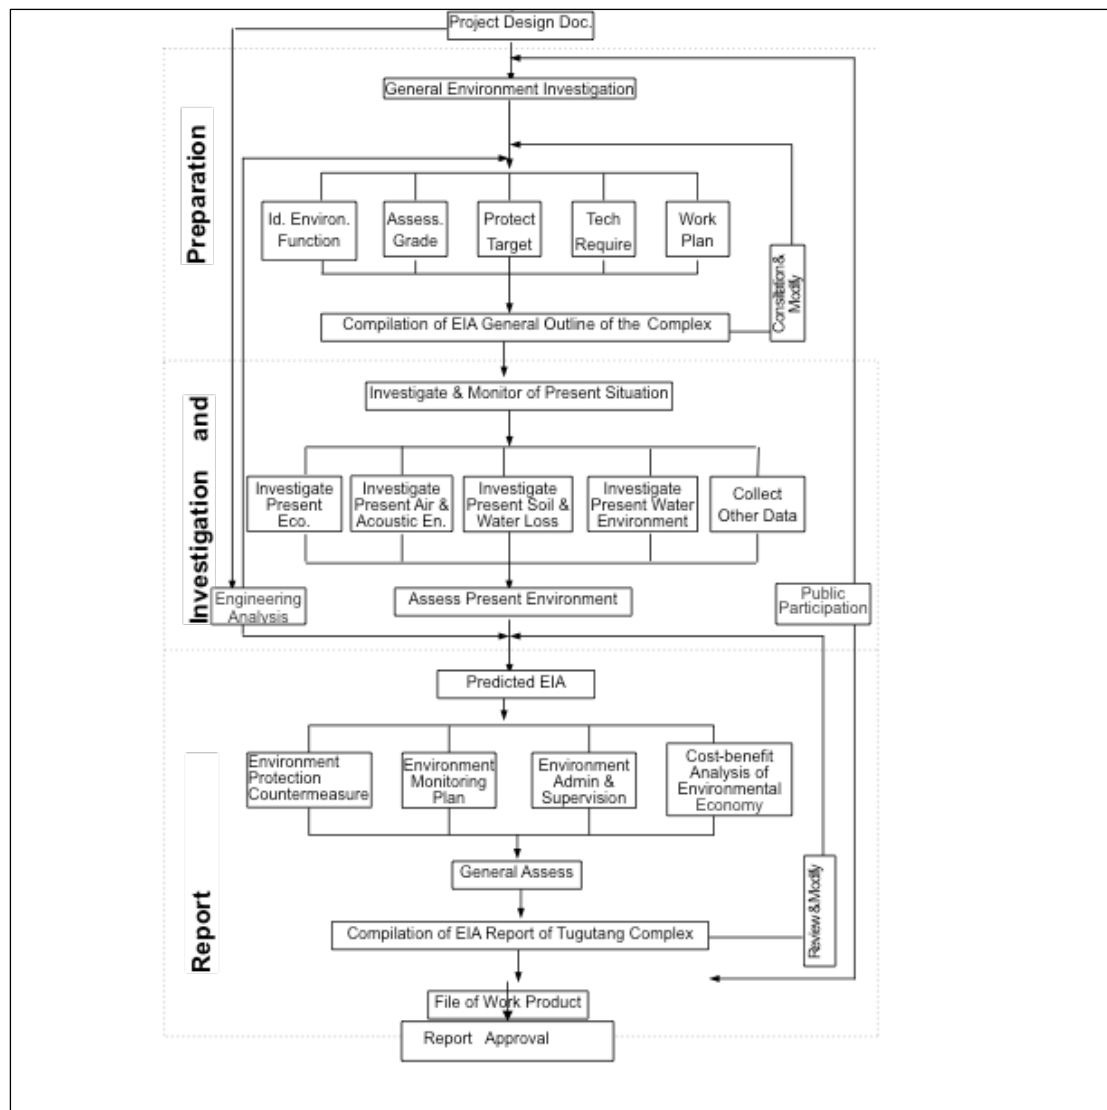 Project Design Doc.
General Environment Investigation
Preparation
Id. Environ.
Function
Assess.
Grade
Protect
Target
Tech
Require
Work
Plan
Consiltation &
Modify
Compilation of EIA General Outline of the Complex
Investigate & Monitor of Present Situation
Investigation and
Investigate
Present
Eco.
Investigate
Present Air &
Acoustic En.
Investigate
Present Soil &
Water Loss
Investigate
Present Water
Environment
Collect
Other Data
Engineering
Analysis
Assess Present Environment
Public
Participation
Predicted EIA
Report
Environment
Protection
Countermeasure
Environment
Monitoring
Plan
Environment
Admin &
Supervision
Cost-benefit
Analysis of
Environmental
Economy
General Assess
Review & Modify
Compilation of EIA Report of Tugutang Complex
File of Work Product
Report Approval